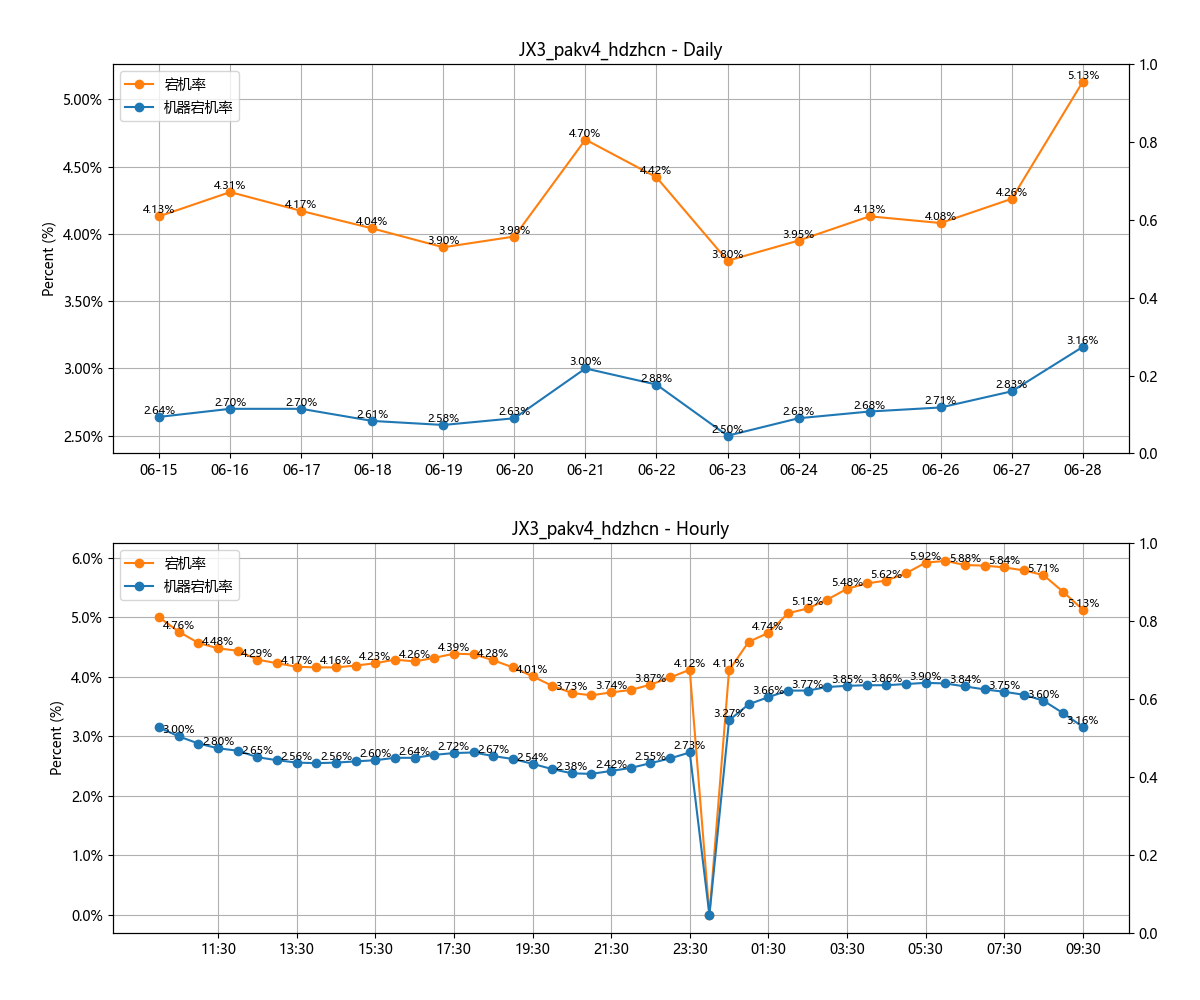 JX3_pakv4_hdzhcn - Daily
宕机率
机器宕机率
Percent (%)
5.00%
4.50%
4.00%
3.50%
3.00%
2.50%
1.0
0.8
0.6
0.4
0.2
0.0
4.13% 4.31% 4.17% 4.04% 3.90% 3.98% 4.70% 4.42% 3.80% 3.95% 4.13% 4.08% 4.26% 5.13%
2.64% 2.70% 2.70% 2.61% 2.58% 2.63% 3.00% 2.88% 2.50% 2.63% 2.68% 2.71% 2.83% 3.16%
06-15 06-16 06-17 06-18 06-19 06-20 06-21 06-22 06-23 06-24 06-25 06-26 06-27 06-28
JX3_pakv4_hdzhcn - Hourly
宕机率
机器宕机率
Percent (%)
6.0%
5.0%
4.0%
3.0%
2.0%
1.0%
0.0%
1.0
0.8
0.6
0.4
0.2
0.0
4.76% 4.48% 4.29% 4.17% 4.16% 4.23% 4.26% 4.39% 4.28% 4.01% 3.73% 3.74% 3.87% 4.12% 4.11% 4.74% 5.15% 5.48% 5.62% 5.92% 5.88% 5.84% 5.71% 5.13%
3.00% 2.80% 2.65% 2.56% 2.56% 2.60% 2.64% 2.72% 2.67% 2.54% 2.38% 2.42% 2.55% 2.73% 3.27% 3.66% 3.77% 3.85% 3.86% 3.90% 3.84% 3.75% 3.60% 3.16%
11:30 13:30 15:30 17:30 19:30 21:30 23:30 01:30 03:30 05:30 07:30 09:30